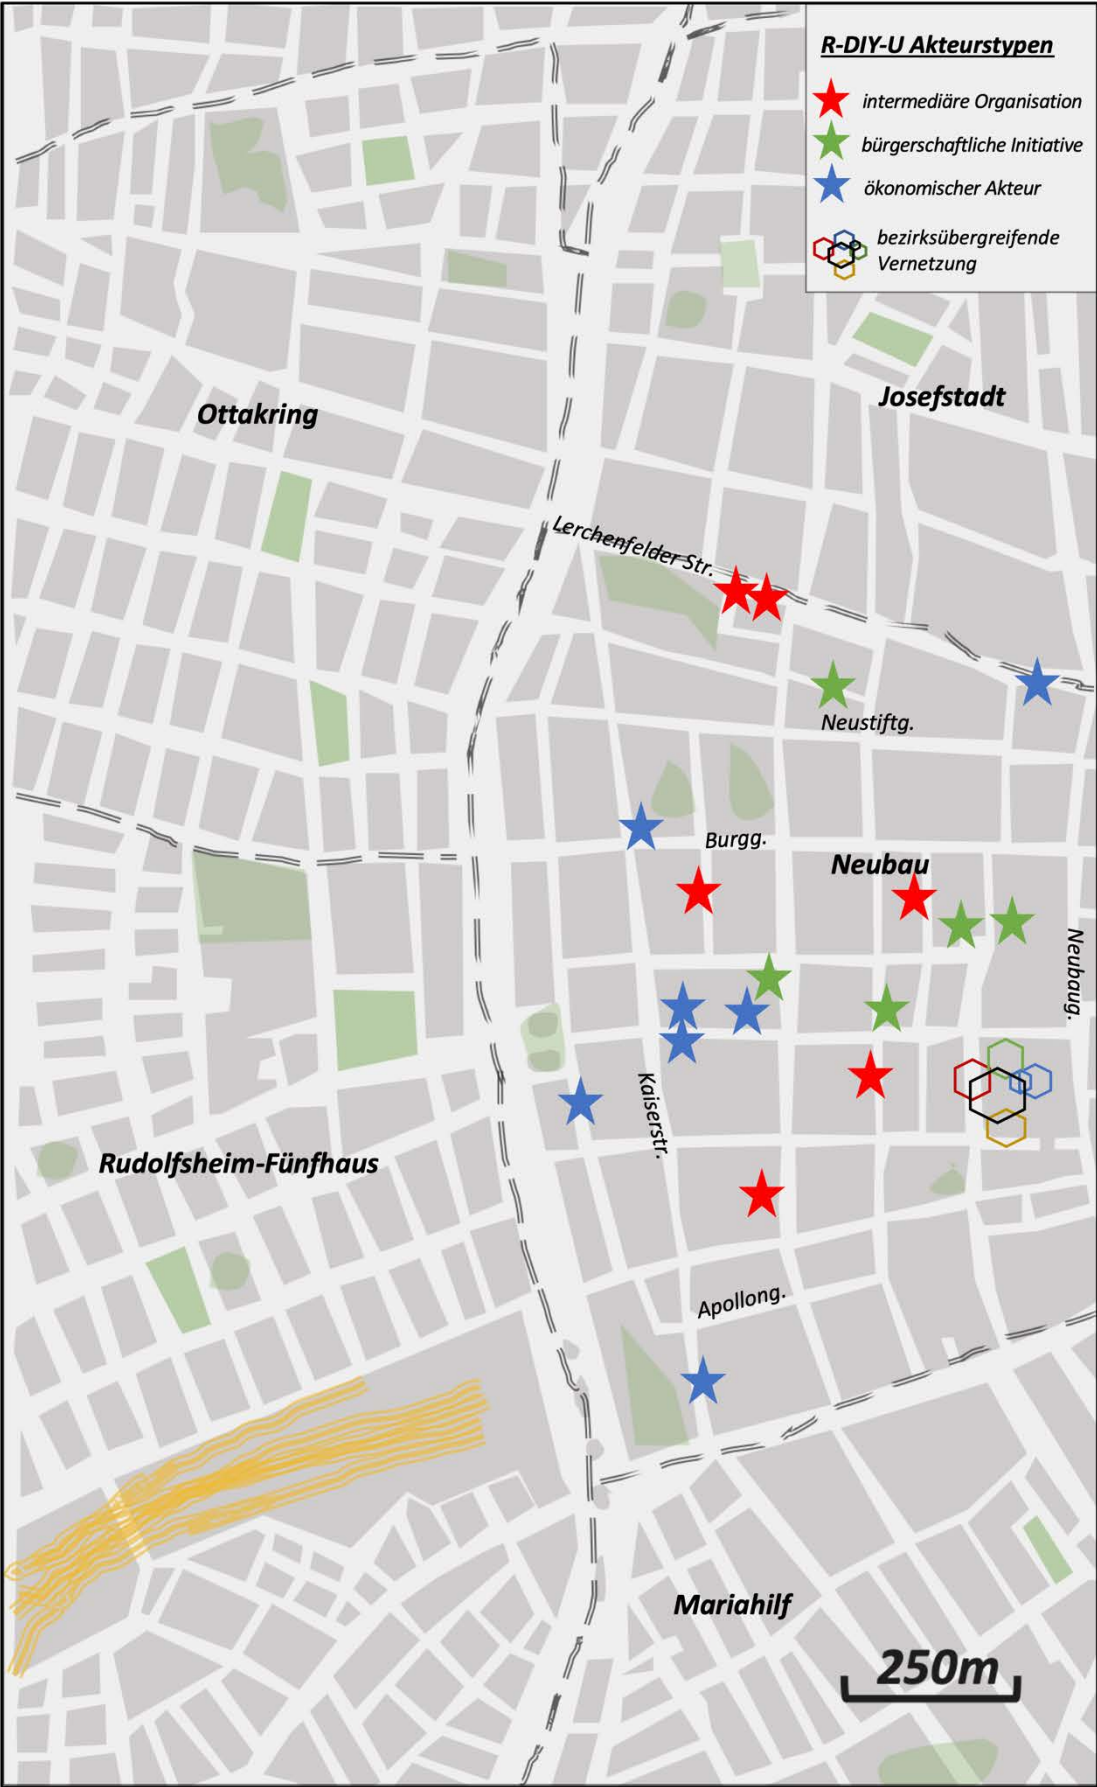 R-DIY-U Akteurstypen
intermediäre Organisation
bürgerschaftliche Initiative
ökonomischer Akteur
bezirksübergreifende
Vernetzung
Josefstadt
Ottakring
Lerchenfelder Str.
Neustiftg.
Burgg.
Neubau
Neubaug.
Kaiserstr.
Rudolfsheim-Fünfhaus
Apollong.
Mariahilf
250m